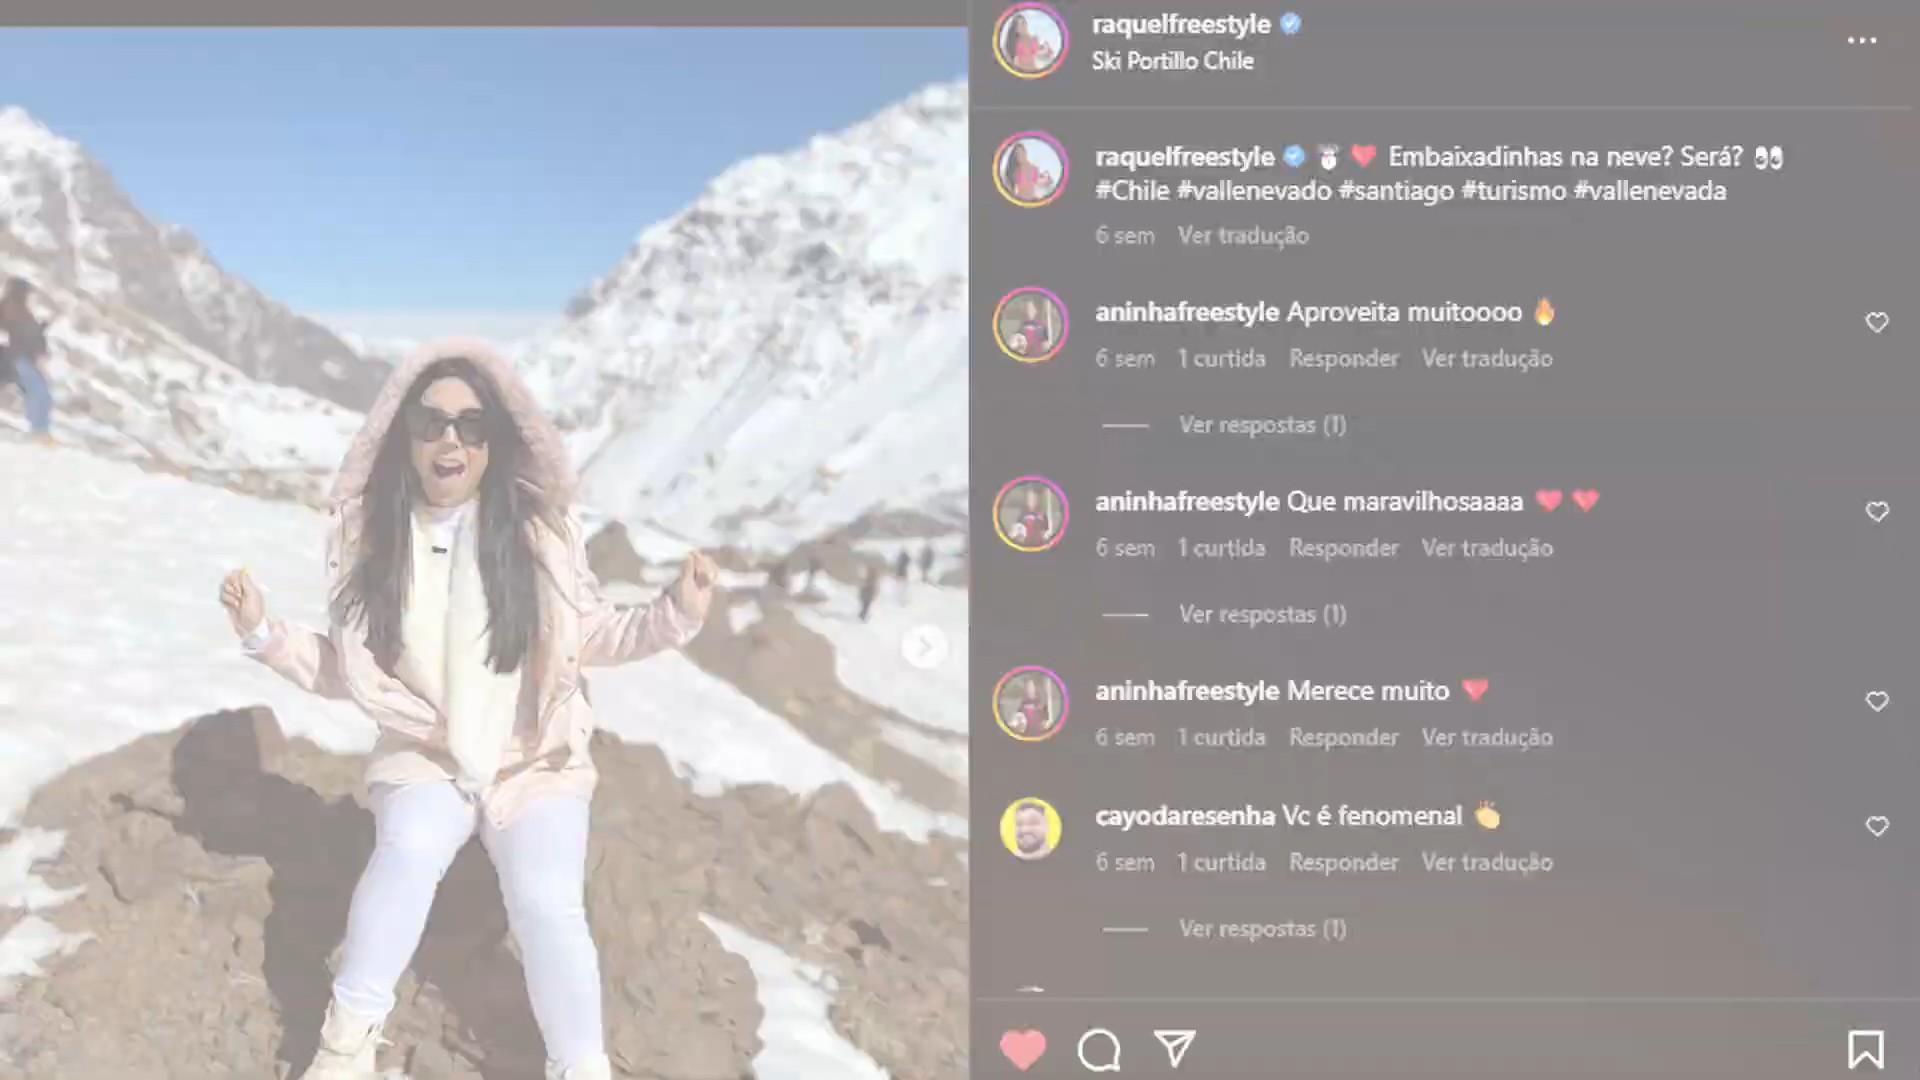 raquelfreestyle
Ski Portillo Chile
raquelfreestyle Embaixadinhas na neve? Será? 👀
#Chile #vallenevado #santiago #turismo #vallenevada
6 sem Ver tradução
aninhafreestyle Aproveita muitoooo 🔥
6 sem 1 curtida Responder Ver tradução
Ver respostas (1)
aninhafreestyle Que maravilhosaaaa ❤️ ❤️
6 sem 1 curtida Responder Ver tradução
Ver respostas (1)
aninhafreestyle Merece muito ❤️
6 sem 1 curtida Responder Ver tradução
cayodaresenha Vc é fenomenal 👏
6 sem 1 curtida Responder Ver tradução
Ver respostas (1)